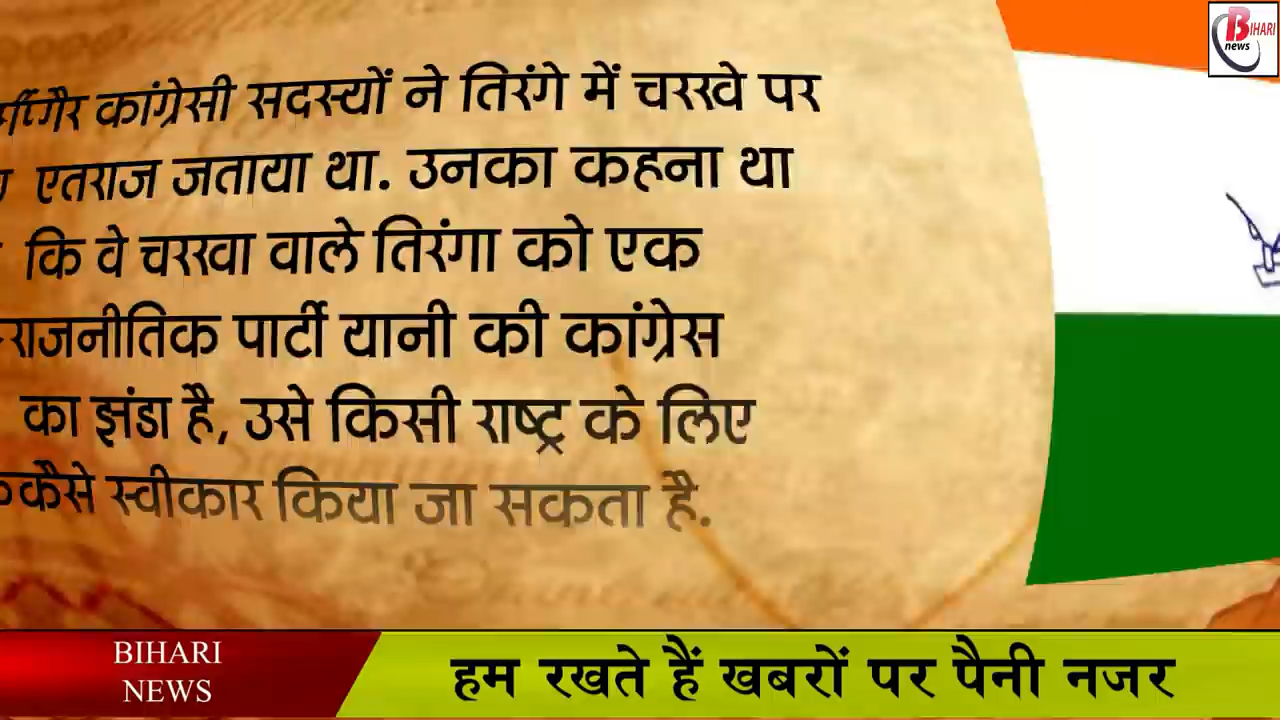 BIHARI
news
कांग्रेसी सदस्यों ने तिरंगे में चरखे पर
एतराज जताया था. उनका कहना था
कि वे चरखा वाले तिरंगा को एक
राजनीतिक पार्टी यानी की कांग्रेस
का झंडा है, उसे किसी राष्ट्र के लिए
कैसे स्वीकार किया जा सकता है.
BIHARI
NEWS
हम रखते हैं खबरों पर पैनी नजर